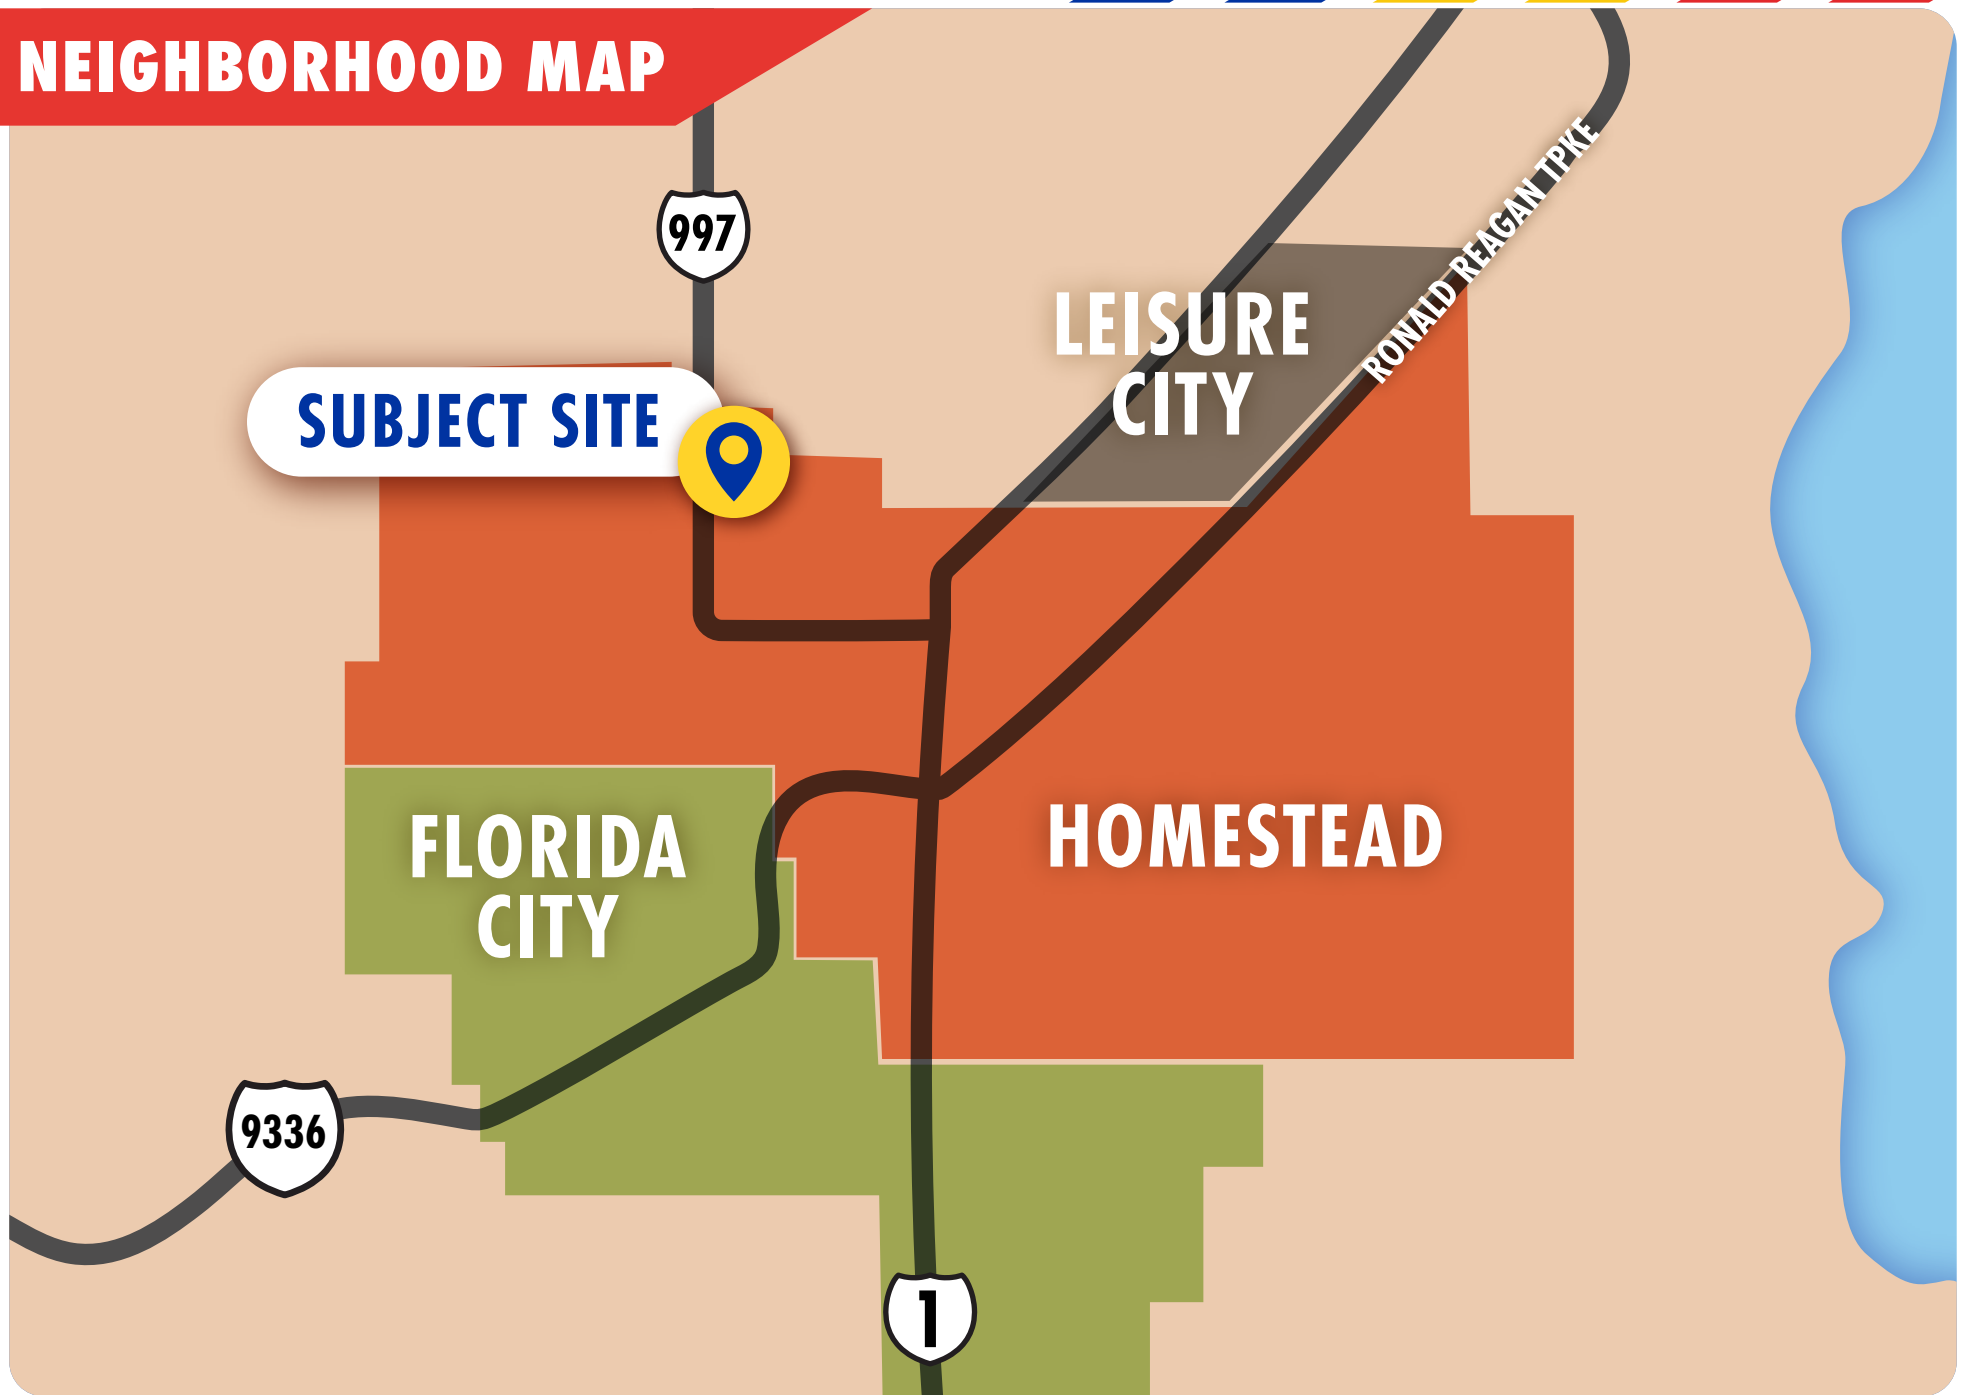 NEIGHBORHOOD MAP
997
RONALD REAGAN TPKE
LEISURE
CITY
SUBJECT SITE
HOMESTEAD
FLORIDA
CITY
9336
1